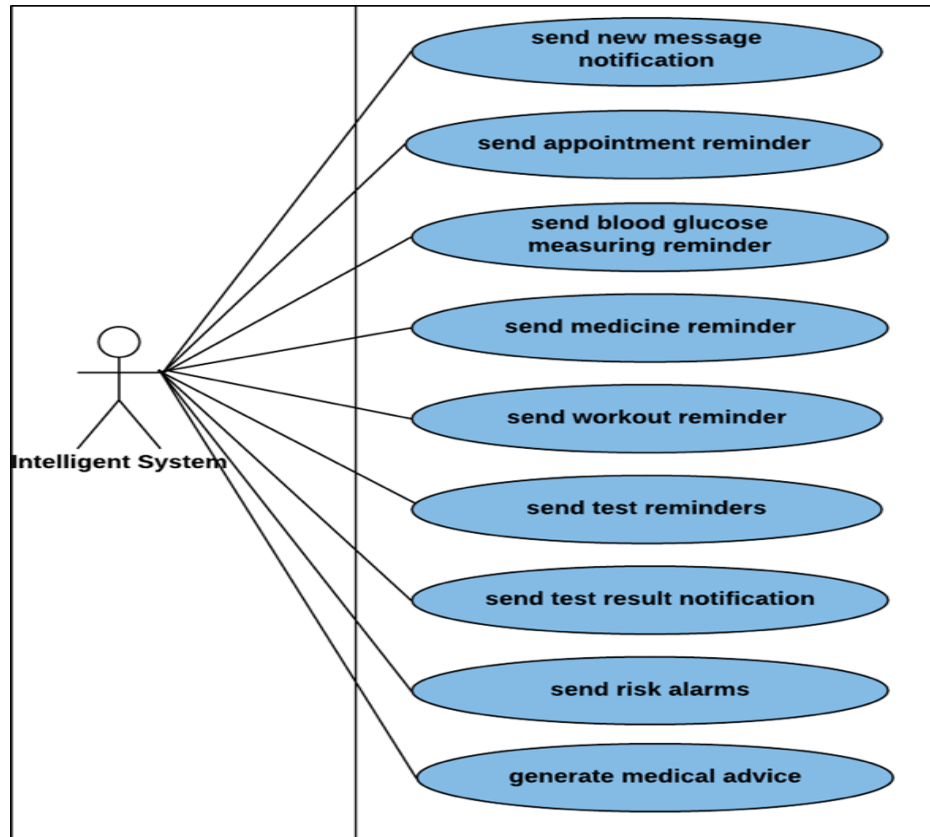 send new message
notification
send appointment reminder
send blood glucose
measuring reminder
send medicine reminder
send workout reminder
Intelligent System
send test reminders
send test result notification
send risk alarms
generate medical advice